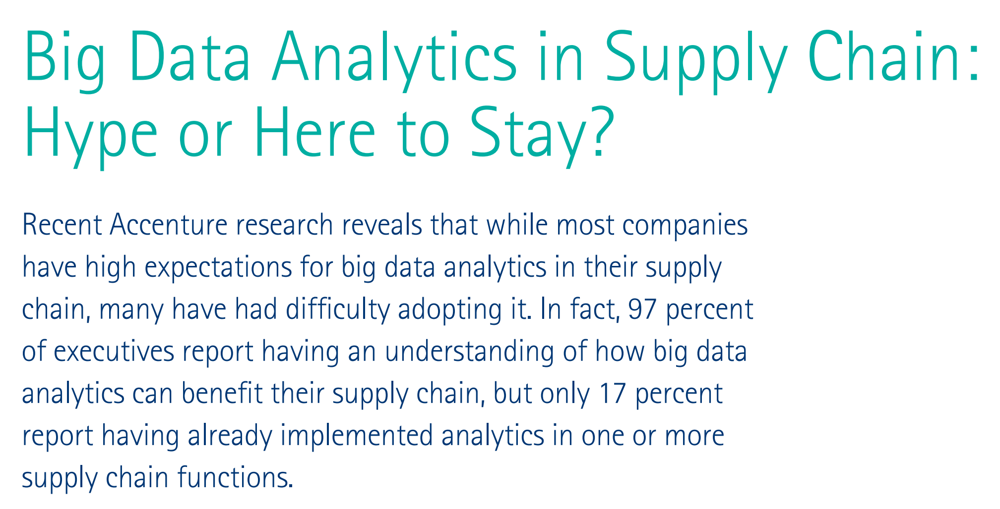 Big Data Analytics in Supply Chain:
Hype or Here to Stay?
Recent Accenture research reveals that while most companies
have high expectations for big data analytics in their supply
chain, many have had difficulty adopting it. In fact, 97 percent
of executives report having an understanding of how big data
analytics can benefit their supply chain, but only 17 percent
report having already implemented analytics in one or more
supply chain functions.